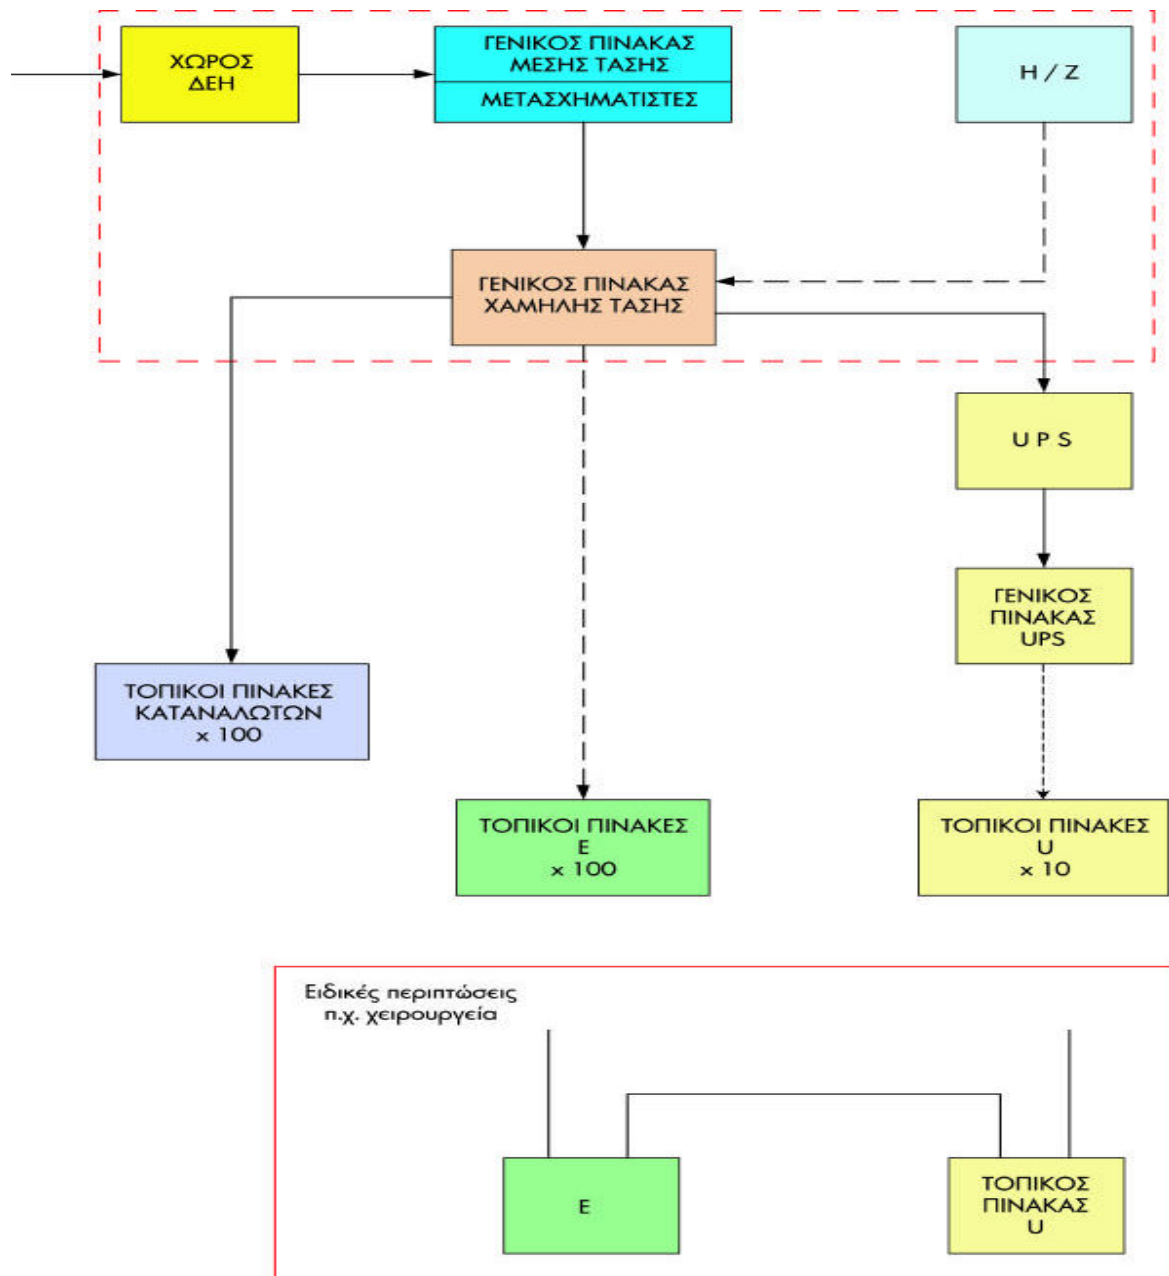 ΧΩΡΟΣ
ΔΕΗ
ΓΕΝΙΚΟΣ ΠΙΝΑΚΑΣ
ΜΕΣΗΣ ΤΑΣΗΣ
ΜΕΤΑΣΧΗΜΑΤΙΣΤΕΣ
Η / Ζ
ΓΕΝΙΚΟΣ ΠΙΝΑΚΑΣ
ΧΑΜΗΛΗΣ ΤΑΣΗΣ
U P S
ΓΕΝΙΚΟΣ
ΠΙΝΑΚΑΣ
UPS
ΤΟΠΙΚΟΙ ΠΙΝΑΚΕΣ
ΚΑΤΑΝΑΛΩΤΩΝ
x 100
ΤΟΠΙΚΟΙ ΠΙΝΑΚΕΣ
E
x 100
ΤΟΠΙΚΟΙ ΠΙΝΑΚΕΣ
U
x 10
Ειδικές περιπτώσεις
π.χ. χειρουργεία
E
ΤΟΠΙΚΟΣ
ΠΙΝΑΚΑΣ
U